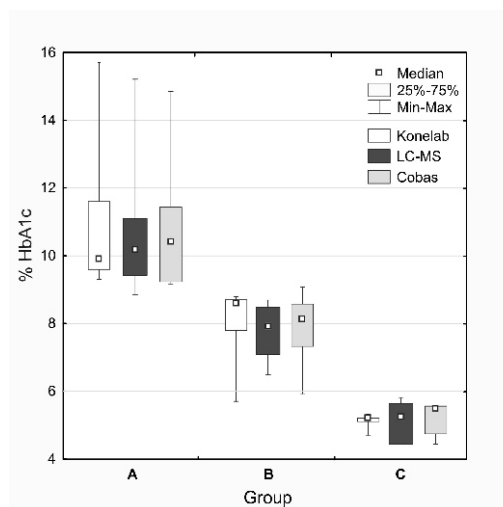 16
14
12
10
8
6
4
% HbA1c
Median
25%-75%
Min-Max
Konelab
LC-MS
Cobas
A
B
C
Group